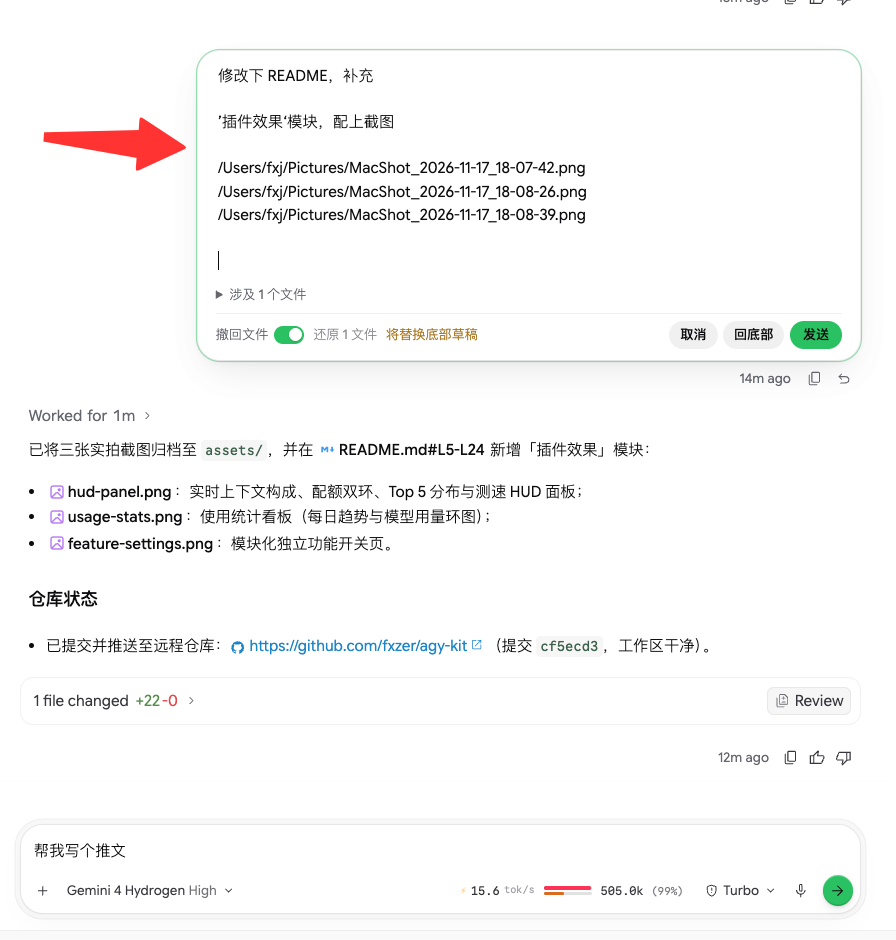 修改下 README，补充
’插件效果‘模块，配上截图
/Users/fxj/Pictures/MacShot_2026-11-17_18-07-42.png
/Users/fxj/Pictures/MacShot_2026-11-17_18-08-26.png
/Users/fxj/Pictures/MacShot_2026-11-17_18-08-39.png
涉及 1 个文件
撤回文件 还原 1 文件 将替换底部草稿 取消 回底部 发送
14m ago
Worked for 1m
已将三张实拍截图归档至 assets/，并在 M+ README.md#L5-L24 新增「插件效果」模块：
• hud-panel.png：实时上下文构成、配额双环、Top 5 分布与测速 HUD 面板；
• usage-stats.png：使用统计看板（每日趋势与模型用量环图）；
• feature-settings.png：模块化独立功能开关页。
仓库状态
• 已提交并推送至远程仓库： https://github.com/fxzer/agy-kit （提交 cf5ecd3，工作区干净）。
1 file changed +22 -0 Review
12m ago
帮我写个推文
Gemini 4 Hydrogen High 15.6 tok/s 505.0k (99%) Turbo